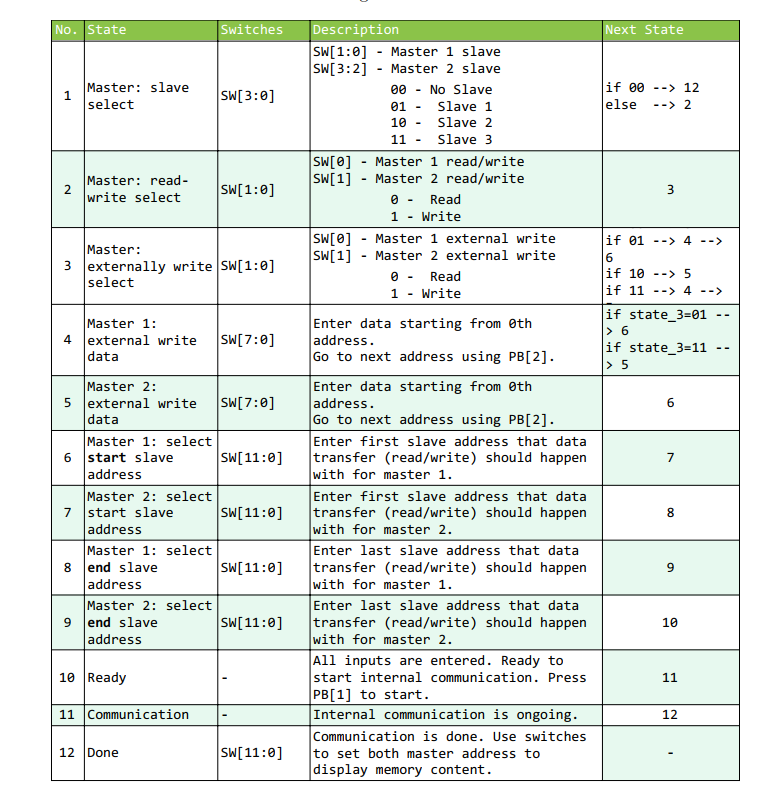 No. State Switches Description Next State
1
Master: slave
select
SW[3:0]
SW[1:0] - Master 1 slave
SW[3:2] - Master 2 slave
00 - No Slave
01 - Slave 1
10 - Slave 2
11 - Slave 3
if 00 --> 12
else --> 2
2
Master: read-
write select
SW[1:0]
SW[0] - Master 1 read/write
SW[1] - Master 2 read/write
0 - Read
1 - Write
3
3
Master:
externally write
select
SW[1:0]
SW[0] - Master 1 external write
SW[1] - Master 2 external write
0 - Read
1 - Write
if 01 --> 4 -->
6
if 10 --> 5
if 11 --> 4 -->
4
Master 1:
external write
data
SW[7:0]
Enter data starting from 0th
address.
Go to next address using PB[2].
if state_3=01 --
> 6
if state_3=11 --
> 5
5
Master 2:
external write
data
SW[7:0]
Enter data starting from 0th
address.
Go to next address using PB[2].
6
6
Master 1: select
start slave
address
SW[11:0]
Enter first slave address that data
transfer (read/write) should happen
with for master 1.
7
7
Master 2: select
start slave
address
SW[11:0]
Enter first slave address that data
transfer (read/write) should happen
with for master 2.
8
8
Master 1: select
end slave
address
SW[11:0]
Enter last slave address that data
transfer (read/write) should happen
with for master 1.
9
9
Master 2: select
end slave
address
SW[11:0]
Enter last slave address that data
transfer (read/write) should happen
with for master 2.
10
10
Ready
-
All inputs are entered. Ready to
start internal communication. Press
PB[1] to start.
11
11
Communication
-
Internal communication is ongoing.
12
12
Done
SW[11:0]
Communication is done. Use switches
to set both master address to
display memory content.
-